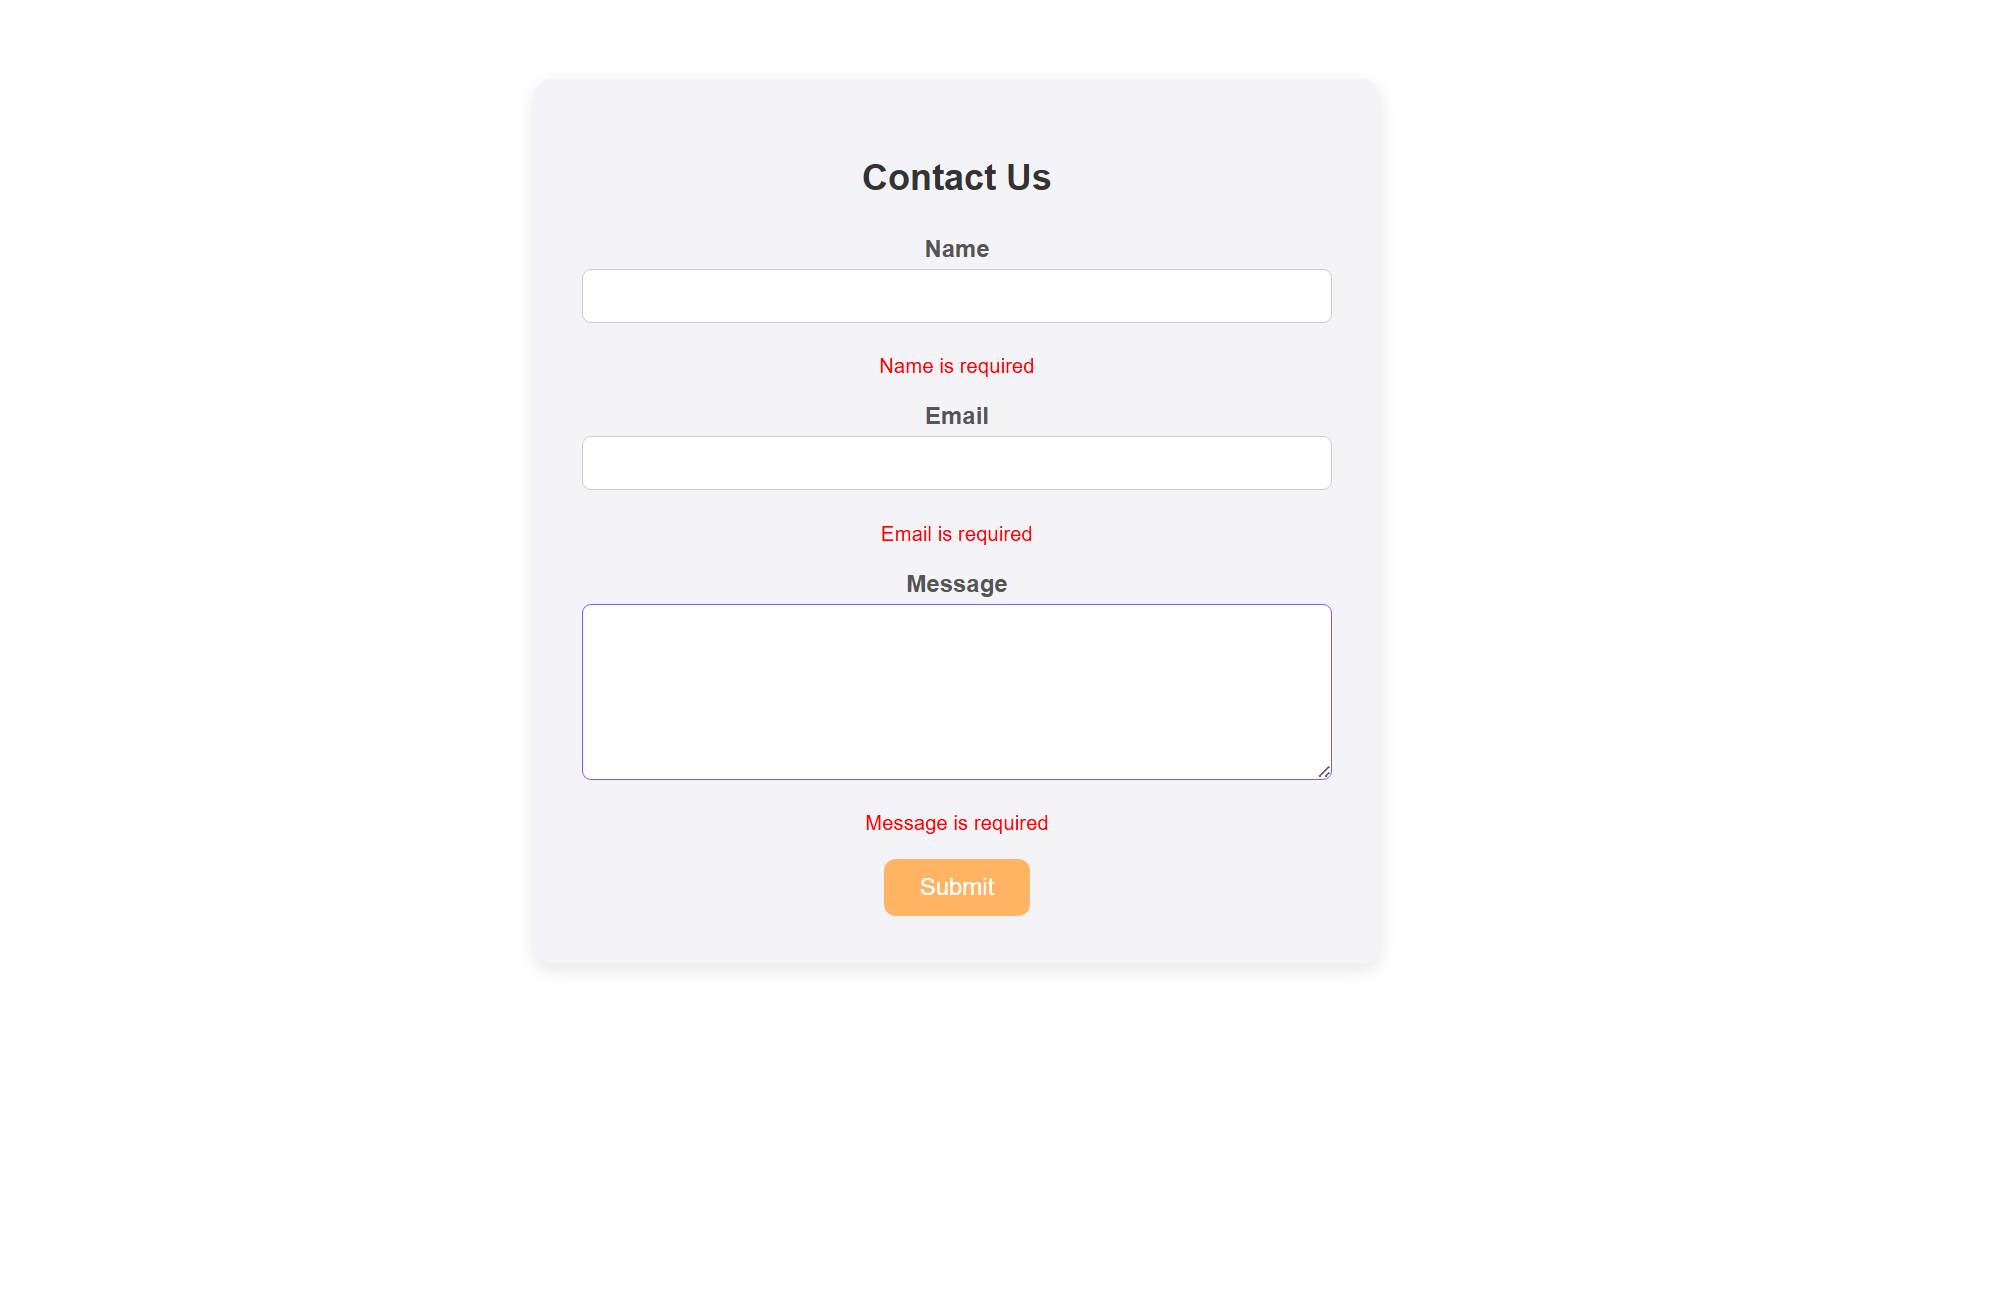 Contact Us
Name
Name is required
Email
Email is required
Message
Message is required
Submit